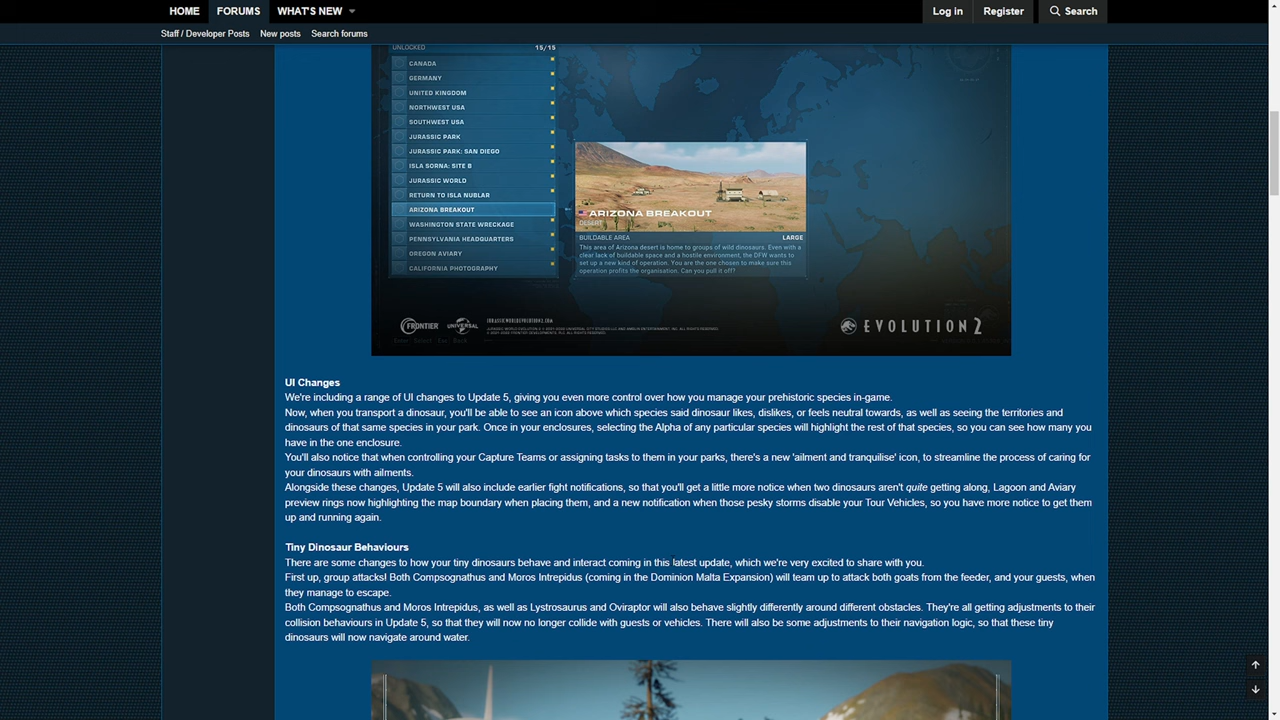 HOME FORUMS WHAT'S NEW Log in Register Search
Staff / Developer Posts New posts Search forums
UNLOCKED 15/15
CANADA
GERMANY
UNITED KINGDOM
NORTHWEST USA
SOUTHWEST USA
JURASSIC PARK
JURASSIC PARK: SAN DIEGO
ISLA SORNA: SITE B
JURASSIC WORLD
RETURN TO ISLA NUBLAR
ARIZONA BREAKOUT
WASHINGTON STATE WRECKAGE
PENNSYLVANIA HEADQUARTERS
OREGON AVIARY
CALIFORNIA PHOTOGRAPHY
ARIZONA BREAKOUT
DESERT
BUILDABLE AREA LARGE
This area of Arizona desert is home to groups of wild dinosaurs. Even with a
clear lack of buildable space and a hostile environment, the DFW wants to
set up a new kind of operation. You are the one chosen to make sure this
operation profits the organisation. Can you pull it off?
FRONTIER UNIVERSAL
EVOLUTION 2
UI Changes
We're including a range of UI changes to Update 5, giving you even more control over how you manage your prehistoric species in-game.
Now, when you transport a dinosaur, you'll be able to see an icon above which species said dinosaur likes, dislikes, or feels neutral towards, as well as seeing the territories and
dinosaurs of that same species in your park. Once in your enclosures, selecting the Alpha of any particular species will highlight the rest of that species, so you can see how many you
have in the one enclosure.
You'll also notice that when controlling your Capture Teams or assigning tasks to them in your parks, there's a new 'ailment and tranquilise' icon, to streamline the process of caring for
your dinosaurs with ailments.
Alongside these changes, Update 5 will also include earlier fight notifications, so that you'll get a little more notice when two dinosaurs aren't quite getting along, Lagoon and Aviary
preview rings now highlighting the map boundary when placing them, and a new notification when those pesky storms disable your Tour Vehicles, so you have more notice to get them
up and running again.
Tiny Dinosaur Behaviours
There are some changes to how your tiny dinosaurs behave and interact coming in this latest update, which we're very excited to share with you.
First up, group attacks! Both Compsognathus and Moros Intrepidus (coming in the Dominion Malta Expansion) will team up to attack both goats from the feeder, and your guests, when
they manage to escape.
Both Compsognathus and Moros Intrepidus, as well as Lystrosaurus and Oviraptor will also behave slightly differently around different obstacles. They're all getting adjustments to their
collision behaviours in Update 5, so that they will now no longer collide with guests or vehicles. There will also be some adjustments to their navigation logic, so that these tiny
dinosaurs will now navigate around water.